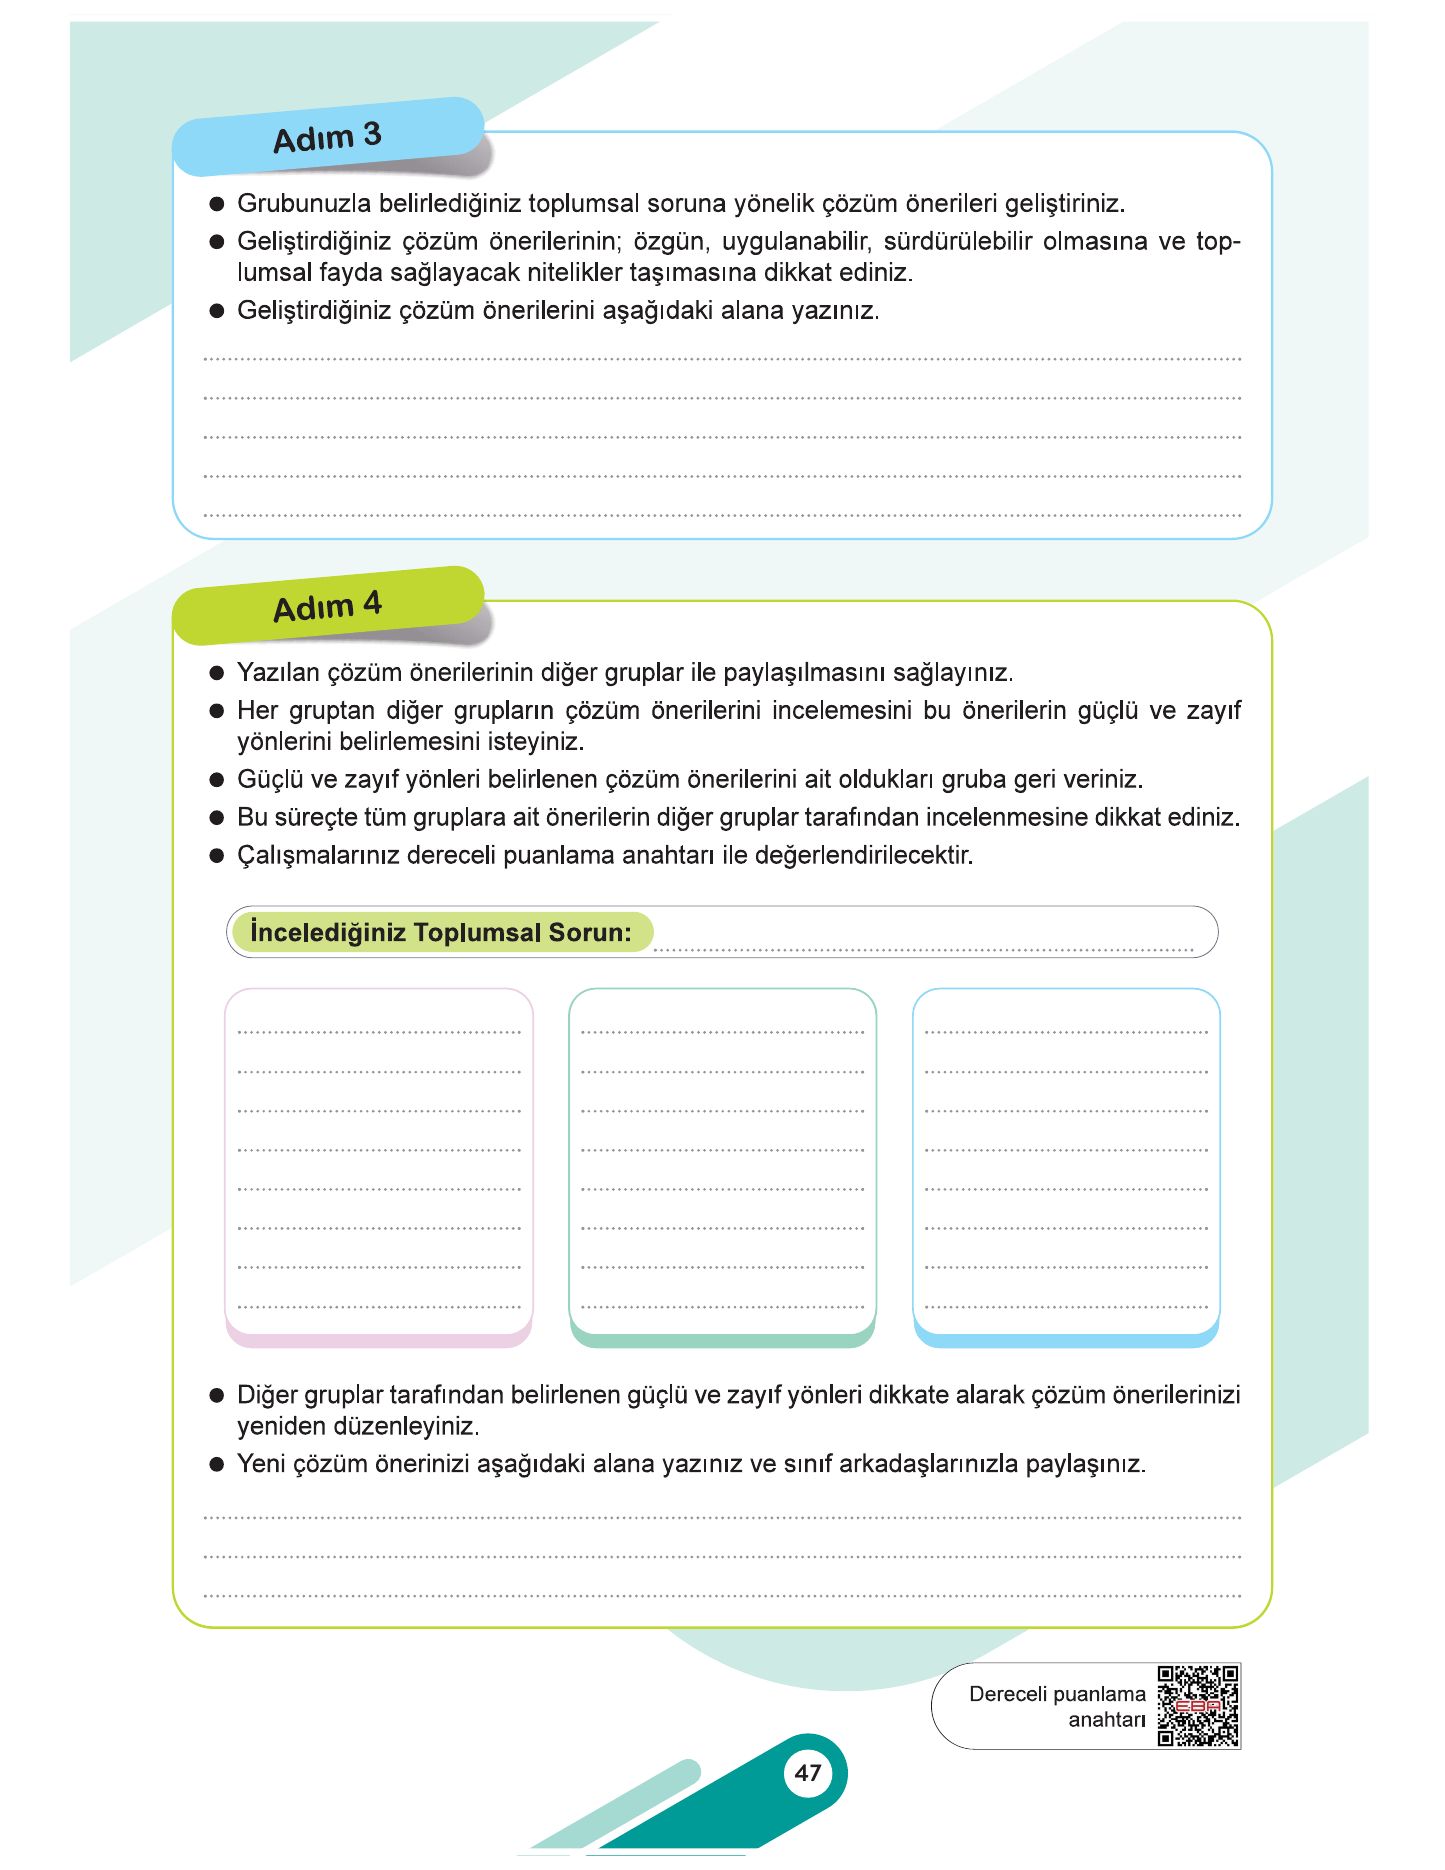 Adım 3
● Grubunuzla belirlediğiniz toplumsal soruna yönelik çözüm önerileri geliştiriniz.
● Geliştirdiğiniz çözüm önerilerinin; özgün, uygulanabilir, sürdürülebilir olmasına ve top-
lumsal fayda sağlayacak nitelikler taşımasına dikkat ediniz.
● Geliştirdiğiniz çözüm önerilerini aşağıdaki alana yazınız.
Adım 4
● Yazılan çözüm önerilerinin diğer gruplar ile paylaşılmasını sağlayınız.
● Her gruptan diğer grupların çözüm önerilerini incelemesini bu önerilerin güçlü ve zayıf
yönlerini belirlemesini isteyiniz.
● Güçlü ve zayıf yönleri belirlenen çözüm önerilerini ait oldukları gruba geri veriniz.
● Bu süreçte tüm gruplara ait önerilerin diğer gruplar tarafından incelenmesine dikkat ediniz.
● Çalışmalarınız dereceli puanlama anahtarı ile değerlendirilecektir.
İncelediğiniz Toplumsal Sorun:
● Diğer gruplar tarafından belirlenen güçlü ve zayıf yönleri dikkate alarak çözüm önerilerinizi
yeniden düzenleyiniz.
● Yeni çözüm önerinizi aşağıdaki alana yazınız ve sınıf arkadaşlarınızla paylaşınız.
Dereceli puanlama
anahtarı
EBA
47